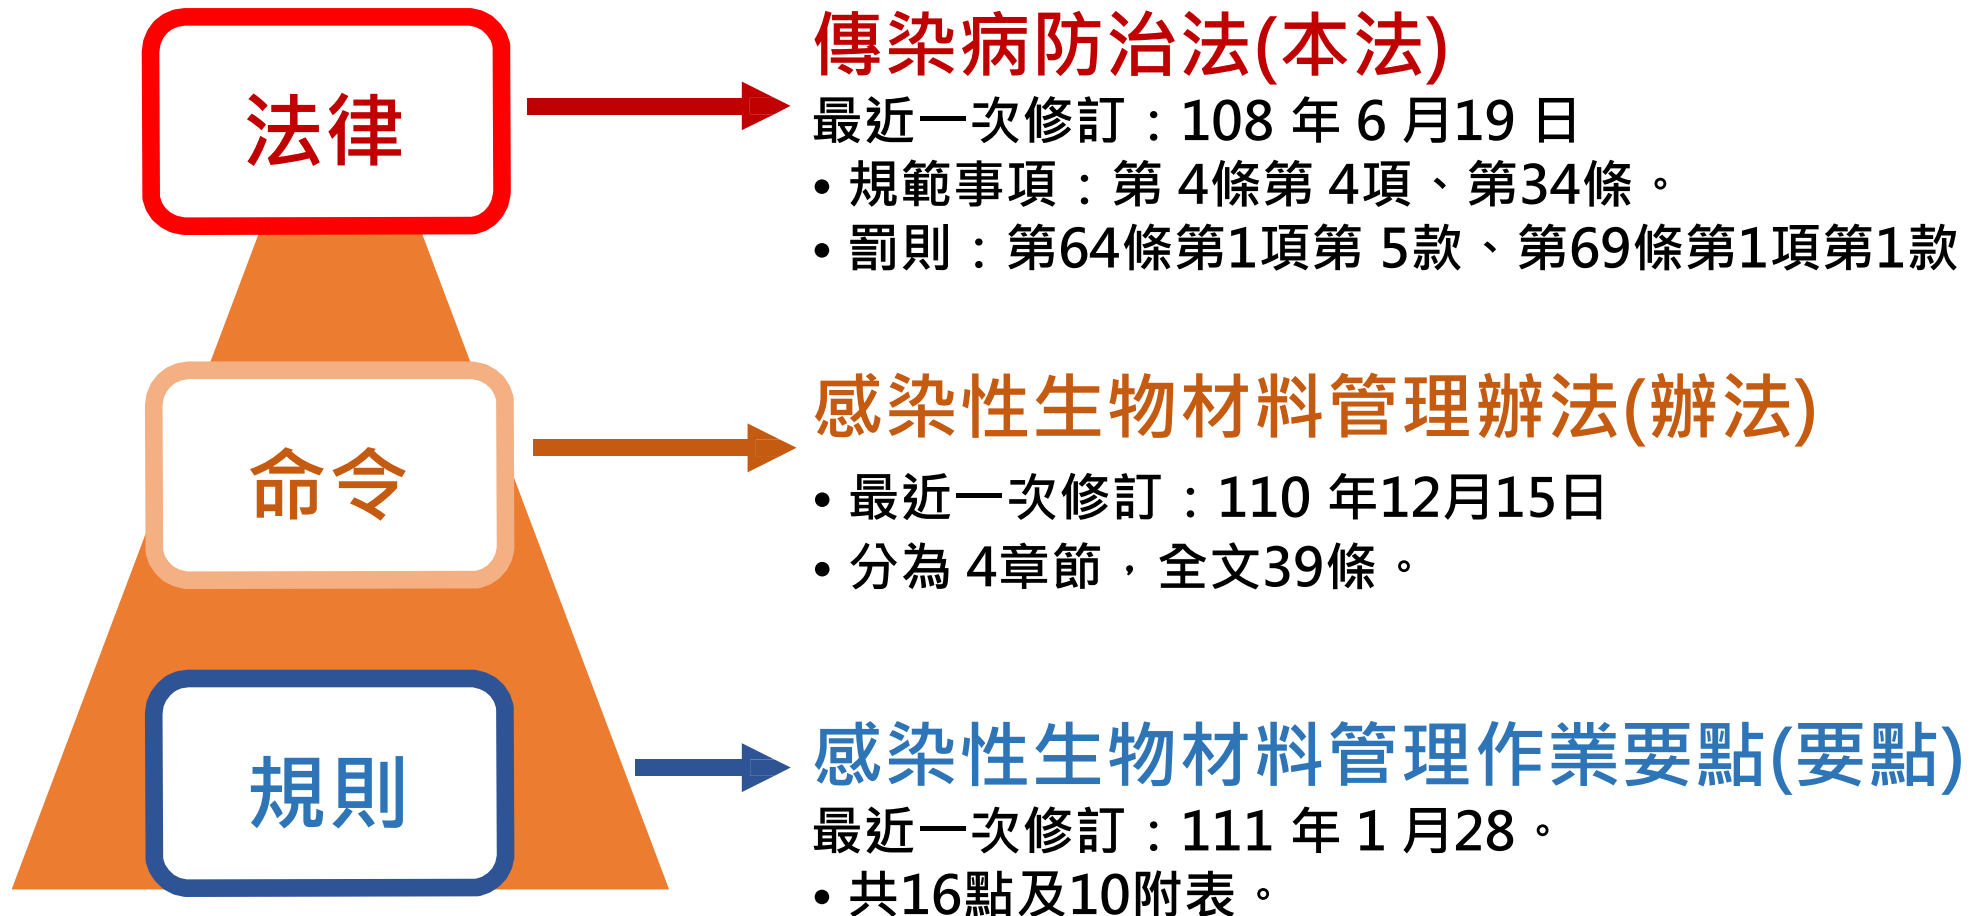 法律
傳染病防治法(本法)
最近一次修訂：108 年 6 月19 日
• 規範事項：第 4條第 4項、第34條。
• 罰則：第64條第1項第 5款、第69條第1項第1款
命令
感染性生物材料管理辦法(辦法)
• 最近一次修訂：110 年12月15日
• 分為 4章節，全文39條。
規則
感染性生物材料管理作業要點(要點)
最近一次修訂：111 年 1 月28。
• 共16點及10附表。